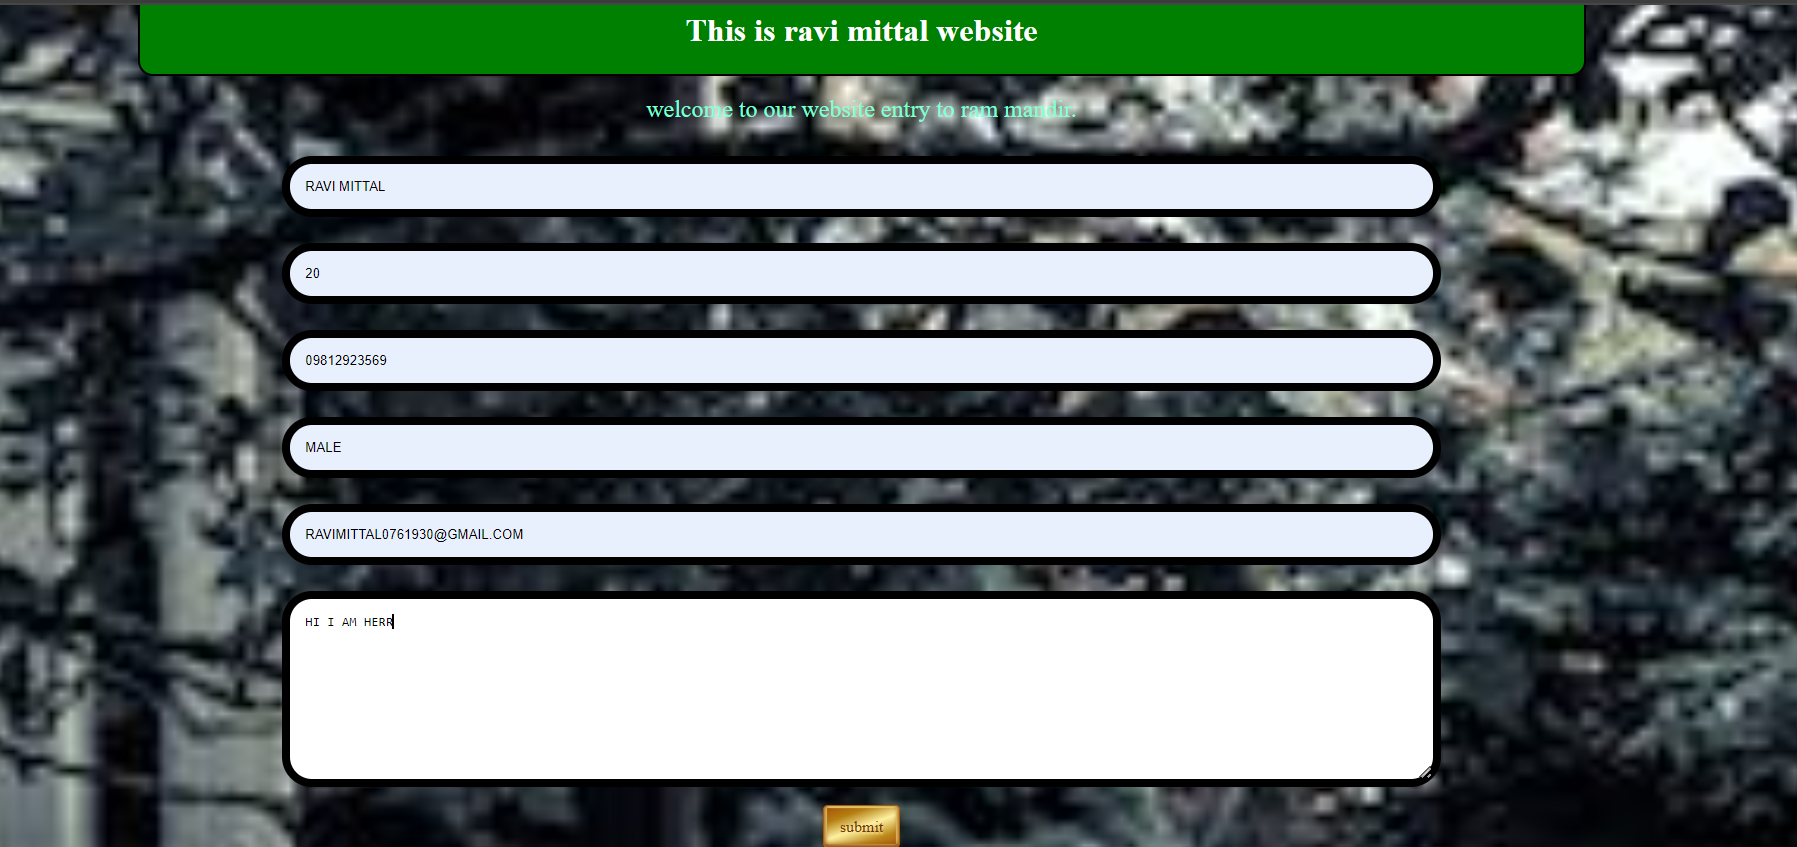 This is ravi mittal website
welcome to our website entry to ram mandir.
RAVI MITTAL
20
09812923569
MALE
RAVIMITTAL0761930@GMAIL.COM
HI I AM HERR
submit